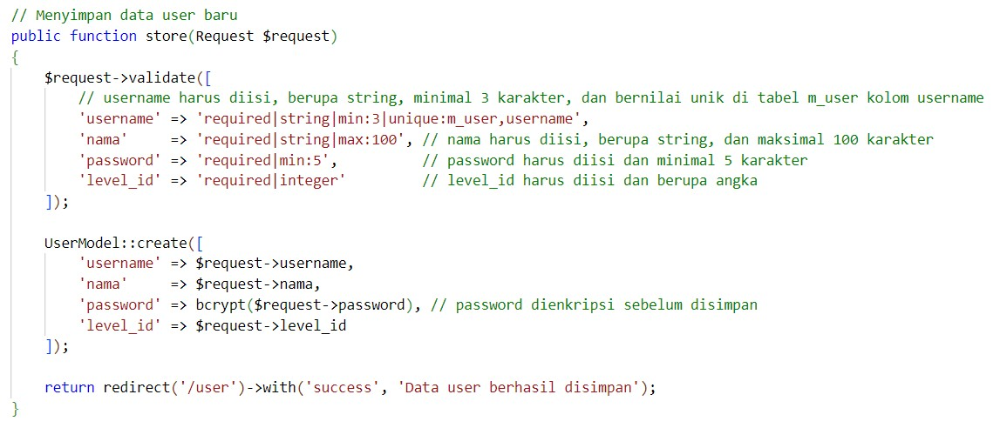 // Menyimpan data user baru
public function store(Request $request)
{
    $request->validate([
        // username harus diisi, berupa string, minimal 3 karakter, dan bernilai unik di tabel m_user kolom username
        'username' => 'required|string|min:3|unique:m_user,username',
        'nama'     => 'required|string|max:100', // nama harus diisi, berupa string, dan maksimal 100 karakter
        'password' => 'required|min:5',          // password harus diisi dan minimal 5 karakter
        'level_id' => 'required|integer'         // level_id harus diisi dan berupa angka
    ]);

    UserModel::create([
        'username' => $request->username,
        'nama'     => $request->nama,
        'password' => bcrypt($request->password), // password dienkripsi sebelum disimpan
        'level_id' => $request->level_id
    ]);

    return redirect('/user')->with('success', 'Data user berhasil disimpan');
}